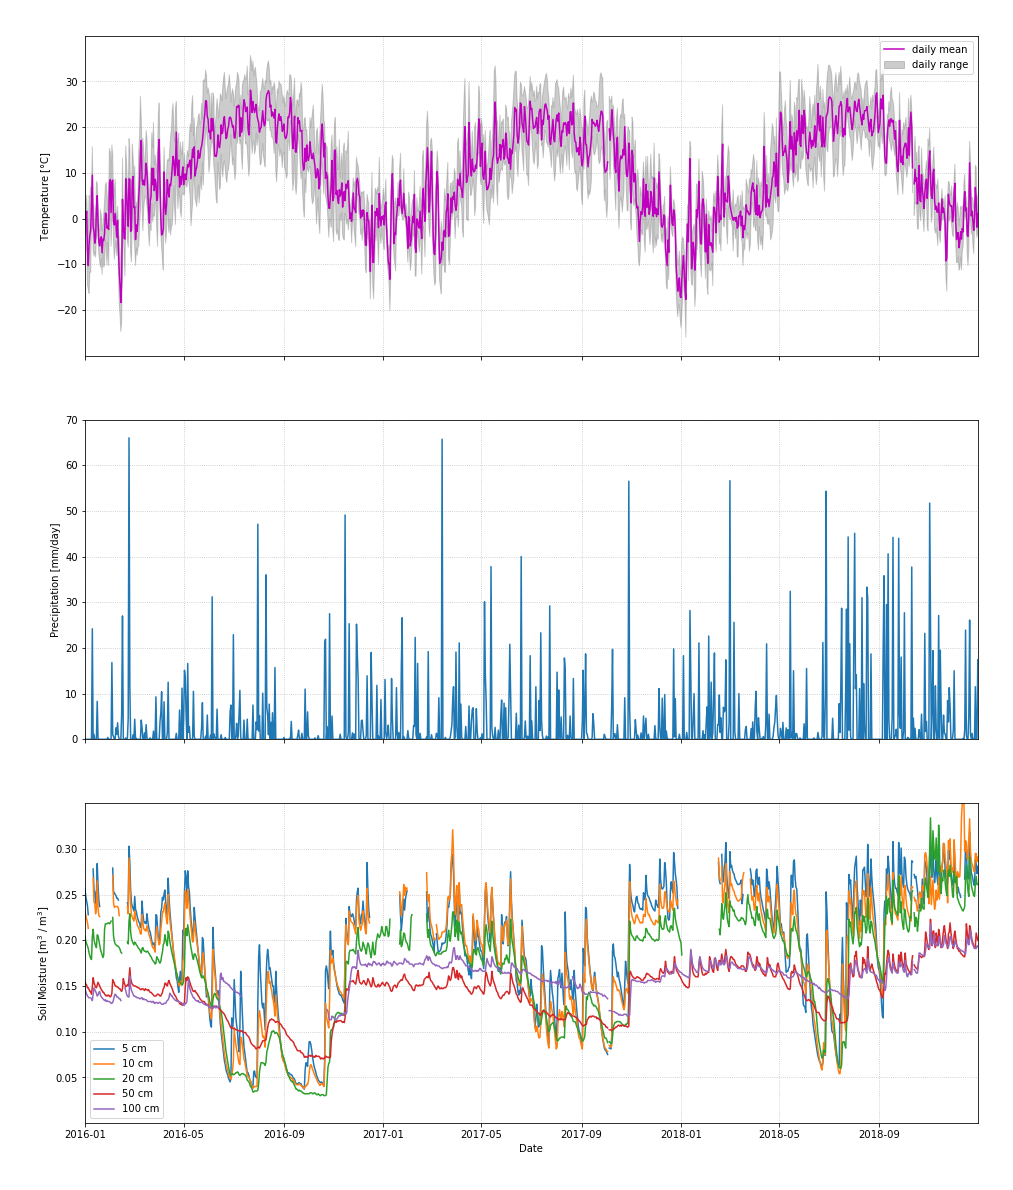 daily mean
daily range
30
20
10
0
−10
−20
Temperature [°C]
70
60
50
40
30
20
10
0
Precipitation [mm/day]
0.30
0.25
0.20
0.15
0.10
0.05
Soil Moisture [m³ / m³]
5 cm
10 cm
20 cm
50 cm
100 cm
2016-01 2016-05 2016-09 2017-01 2017-05 2017-09 2018-01 2018-05 2018-09
Date